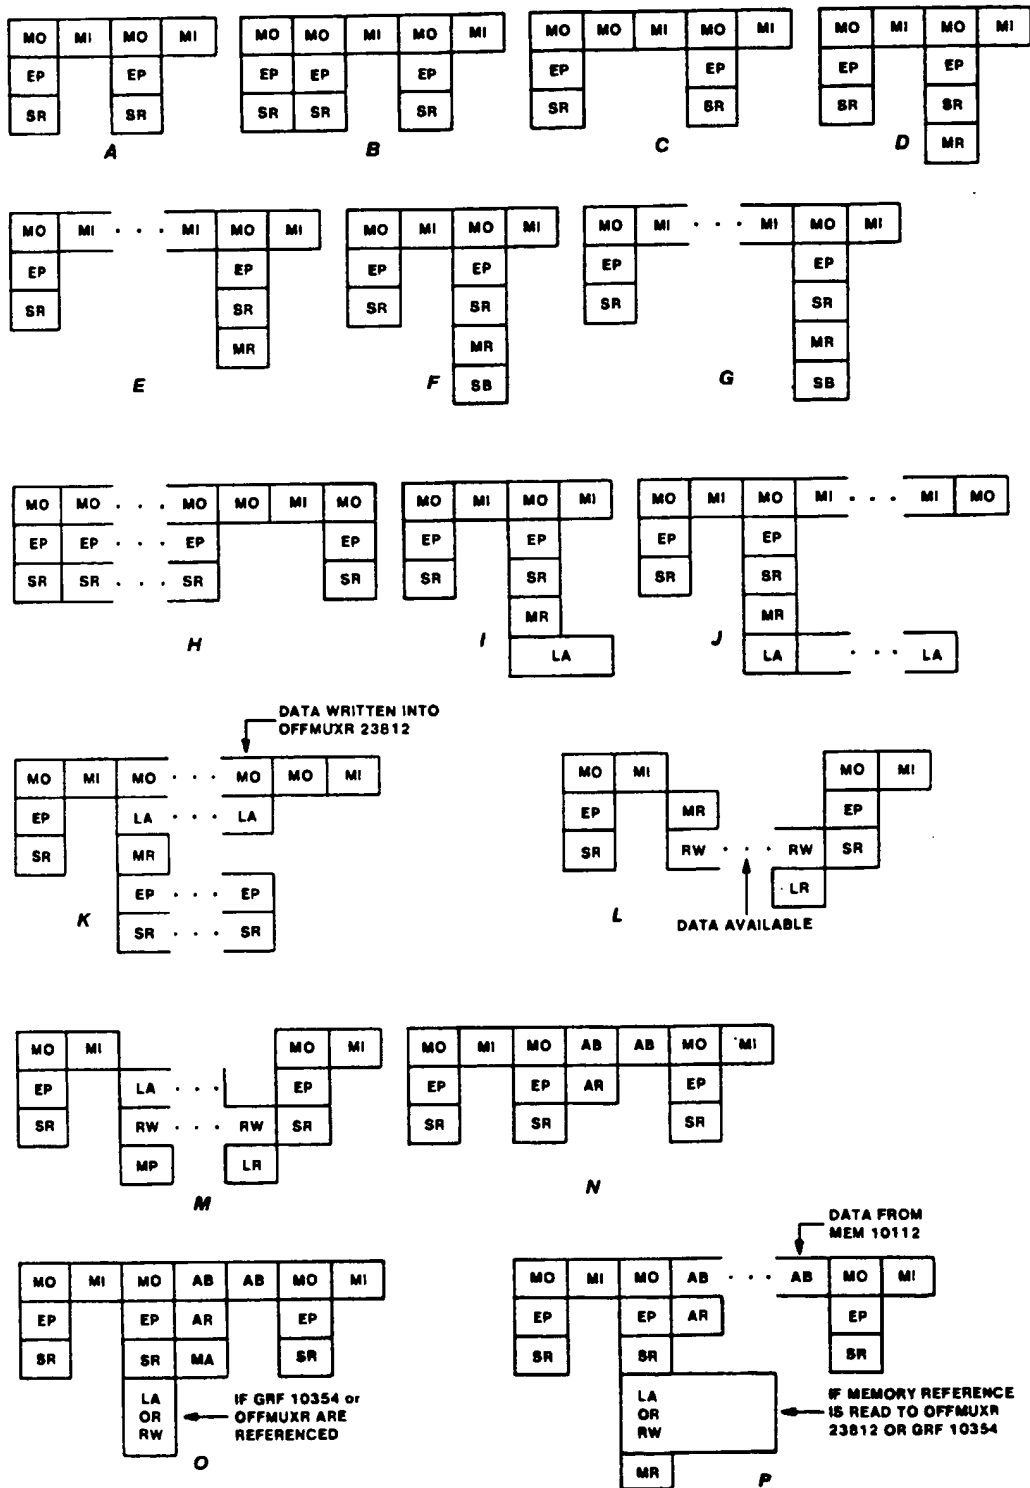 MO MI MO MI
EP EP
SR SR
A
MO MO MI MO MI
EP EP EP
SR SR SR
B
MO MO MI MO MI
EP EP
SR SR
C
MO MI MO MI
EP EP
SR SR
MR
D
MO MI · · · MI MO MI
EP EP
SR SR
MR
E
MO MI MO MI
EP EP
SR SR
MR
SB
F
MO MI · · · MI MO MI
EP EP
SR SR
MR
SB
G
MO MO · · · MO MO MI MO
EP EP · · · EP EP
SR SR · · · SR SR
H
MO MI MO MI
EP EP
SR SR
MR
LA
I
MO MI MO MI · · · MI MO
EP EP
SR SR
MR
LA · · · LA
J
DATA WRITTEN INTO
OFFMUXR 23812
MO MI MO · · · MO MO MI
EP LA · · · LA
SR MR
EP · · · EP
SR · · · SR
K
MO MI MO MI
EP MR EP
SR RW · · · RW SR
LR
DATA AVAILABLE
L
MO MI MO MI
EP LA · · · EP
SR RW · · · RW SR
MP LR
M
MO MI MO AB AB MO MI
EP EP AR EP
SR SR SR
N
MO MI MO AB AB MO MI
EP EP AR EP
SR SR MA SR
LA
OR
RW
IF GRF 10354 or
OFFMUXR ARE
REFERENCED
O
DATA FROM
MEM 10112
MO MI MO AB · · · AB MO MI
EP EP AR EP
SR SR SR
LA
OR
RW
MR
IF MEMORY REFERENCE
IS READ TO OFFMUXR
23812 OR GRF 10354
P